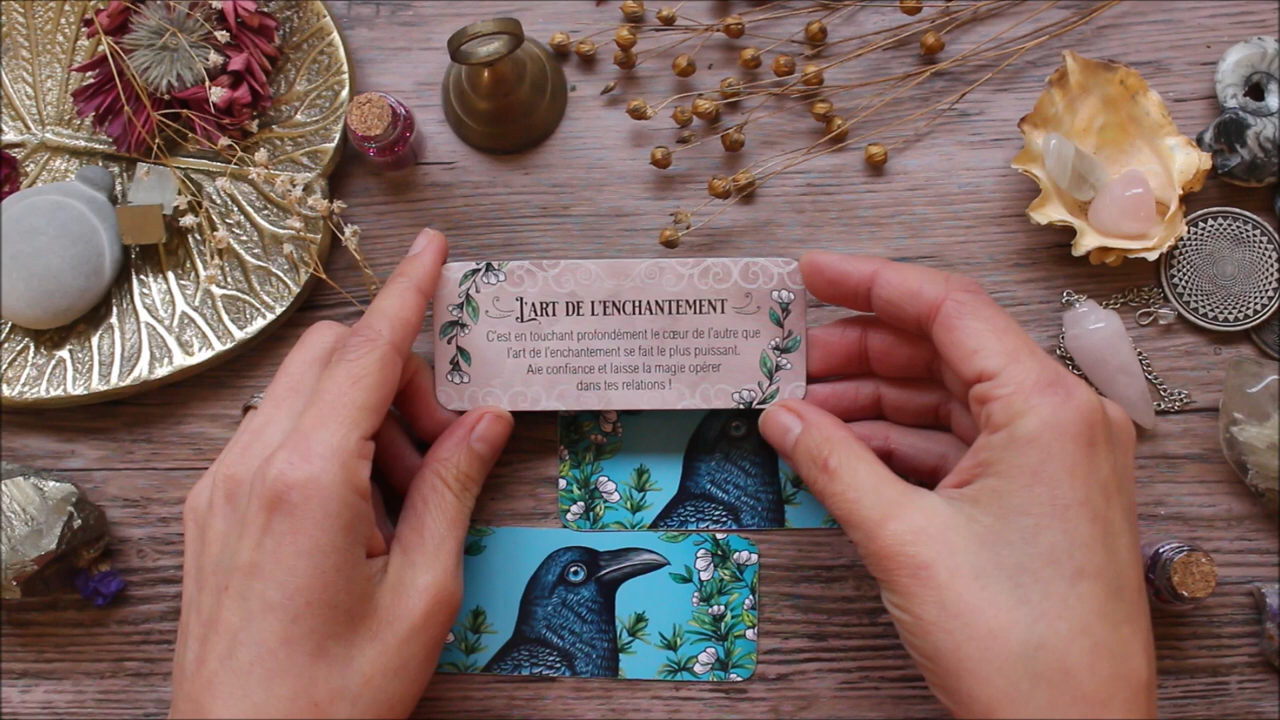 L'ART DE L'ENCHANTEMENT
C'est en touchant profondément le cœur de l'autre que
l'art de l'enchantement se fait le plus puissant.
Aie confiance et laisse la magie opérer
dans tes relations !